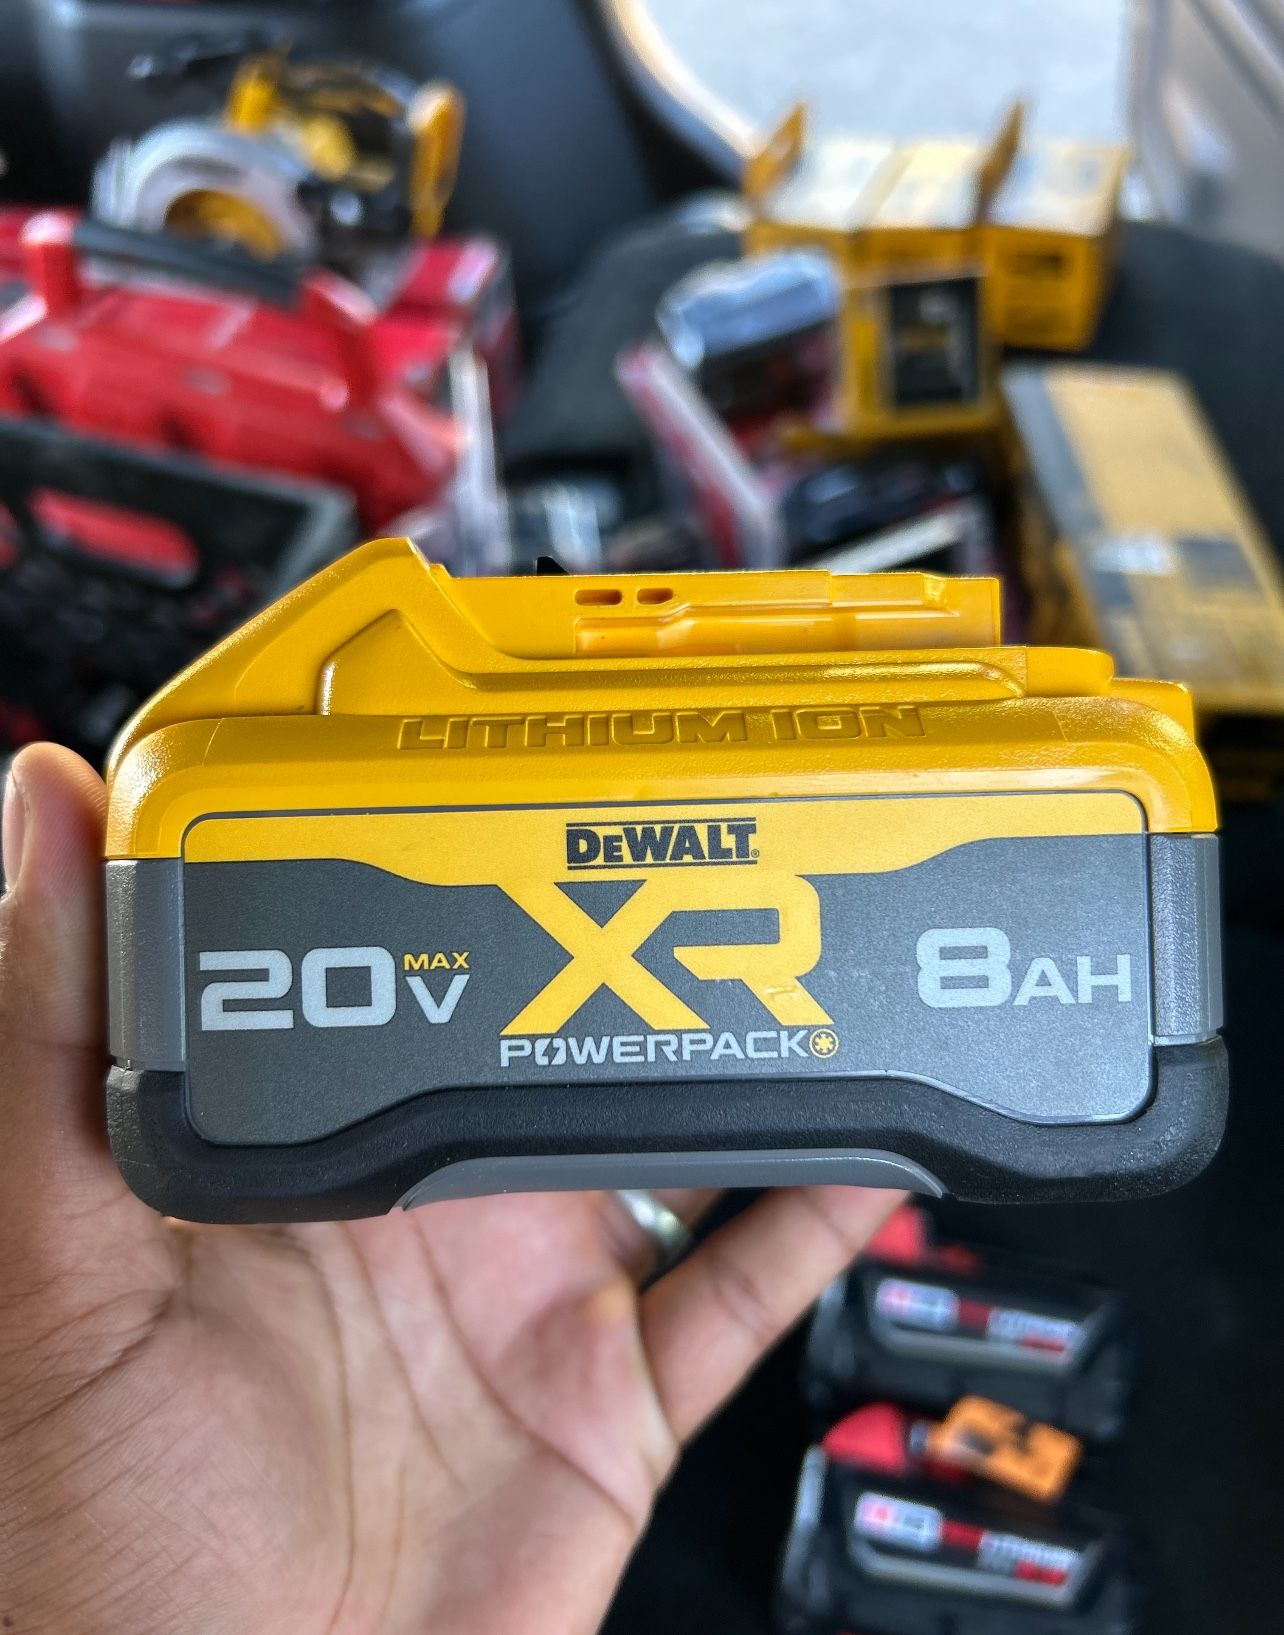 LITHIUM ION
DEWALT®
XR
20V MAX
8AH
POWERPACK